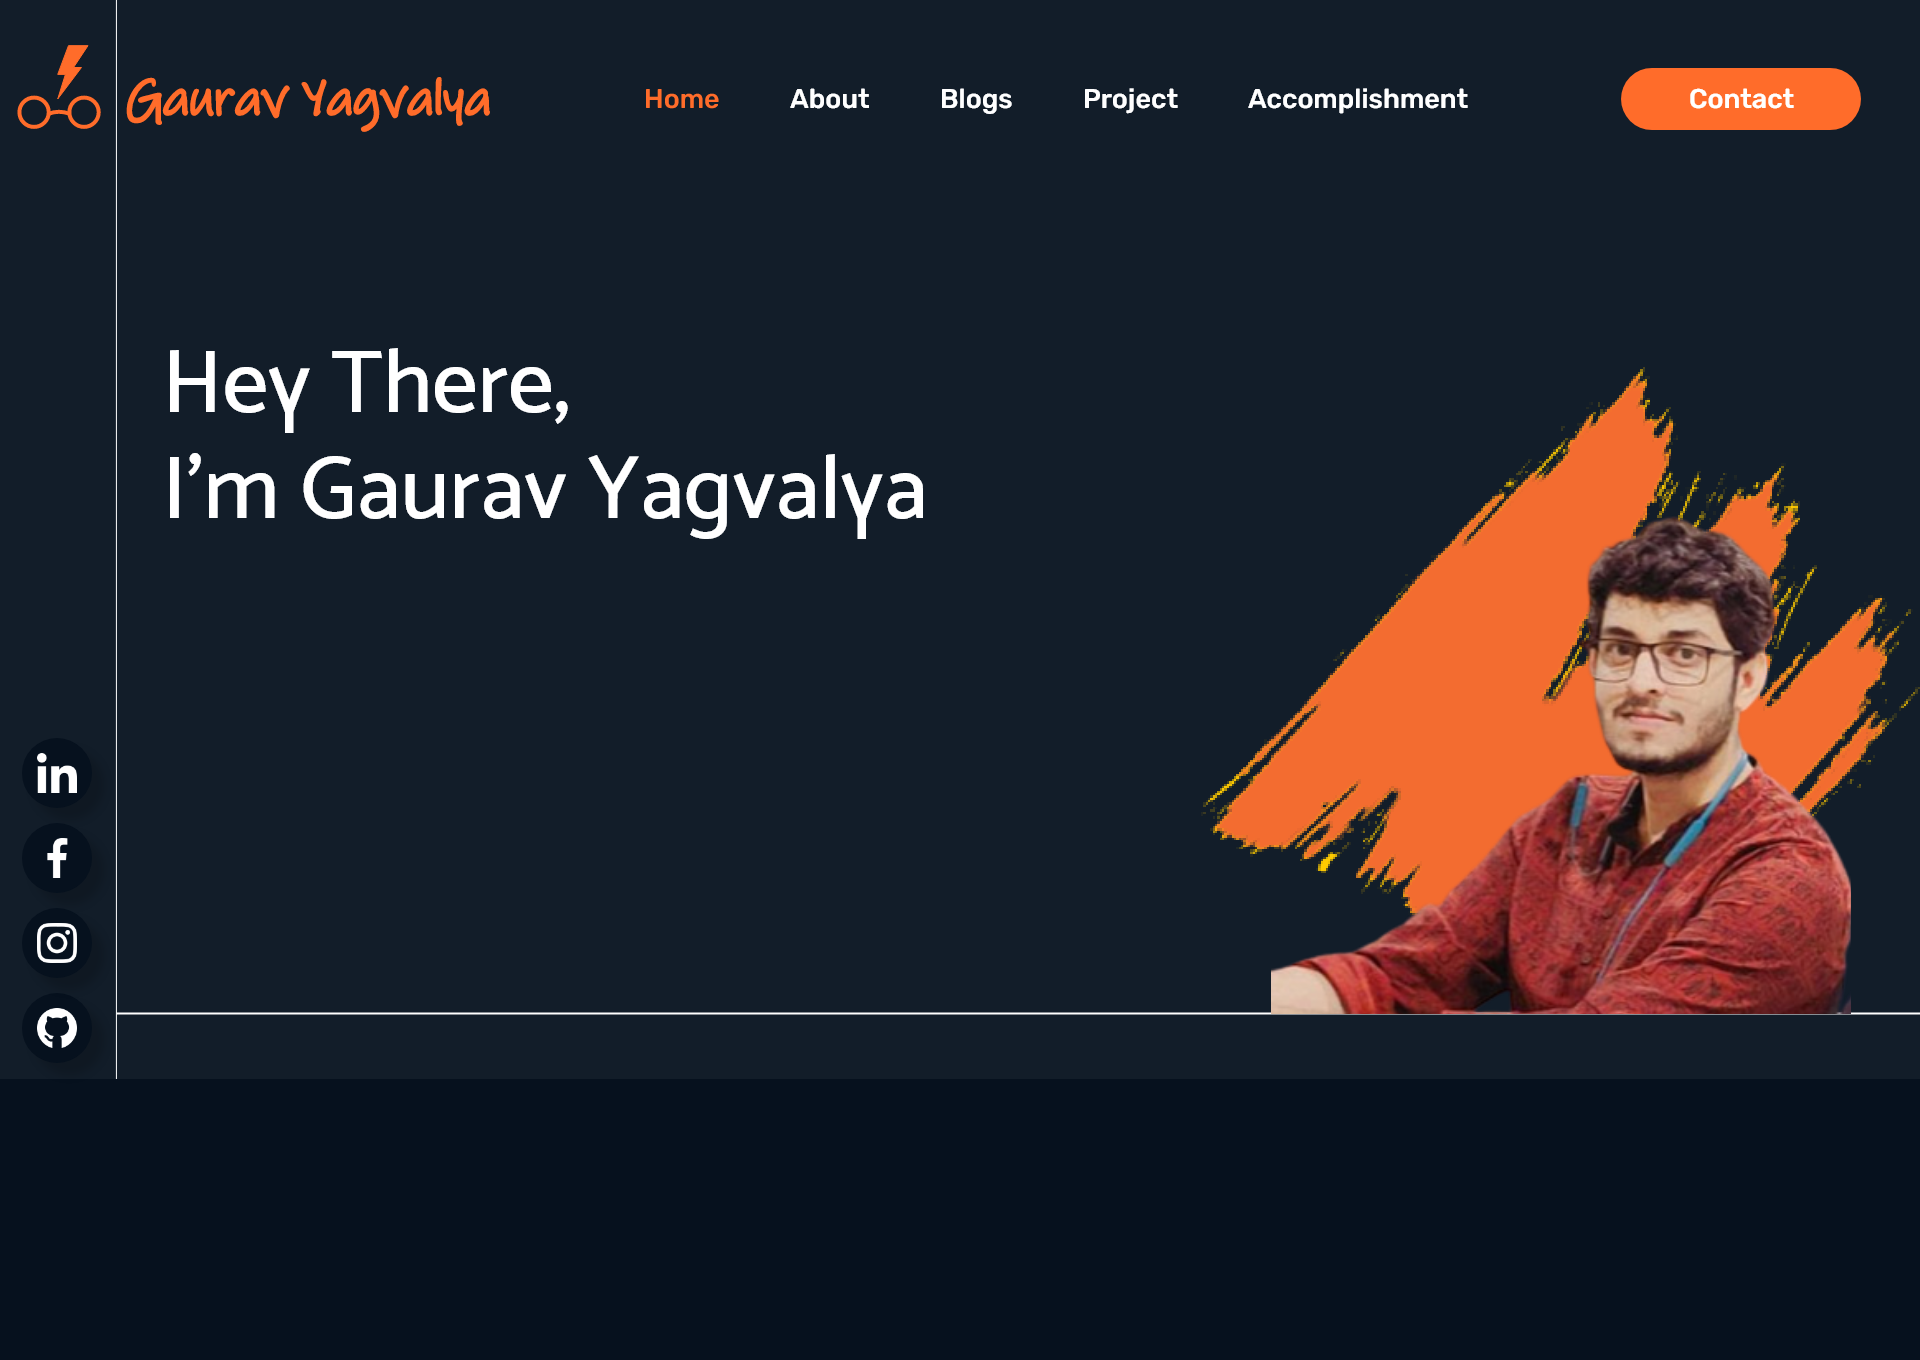 Gaurav Yagvalya
Home About Blogs Project Accomplishment Contact
Hey There,
I'm Gaurav Yagvalya
in
f